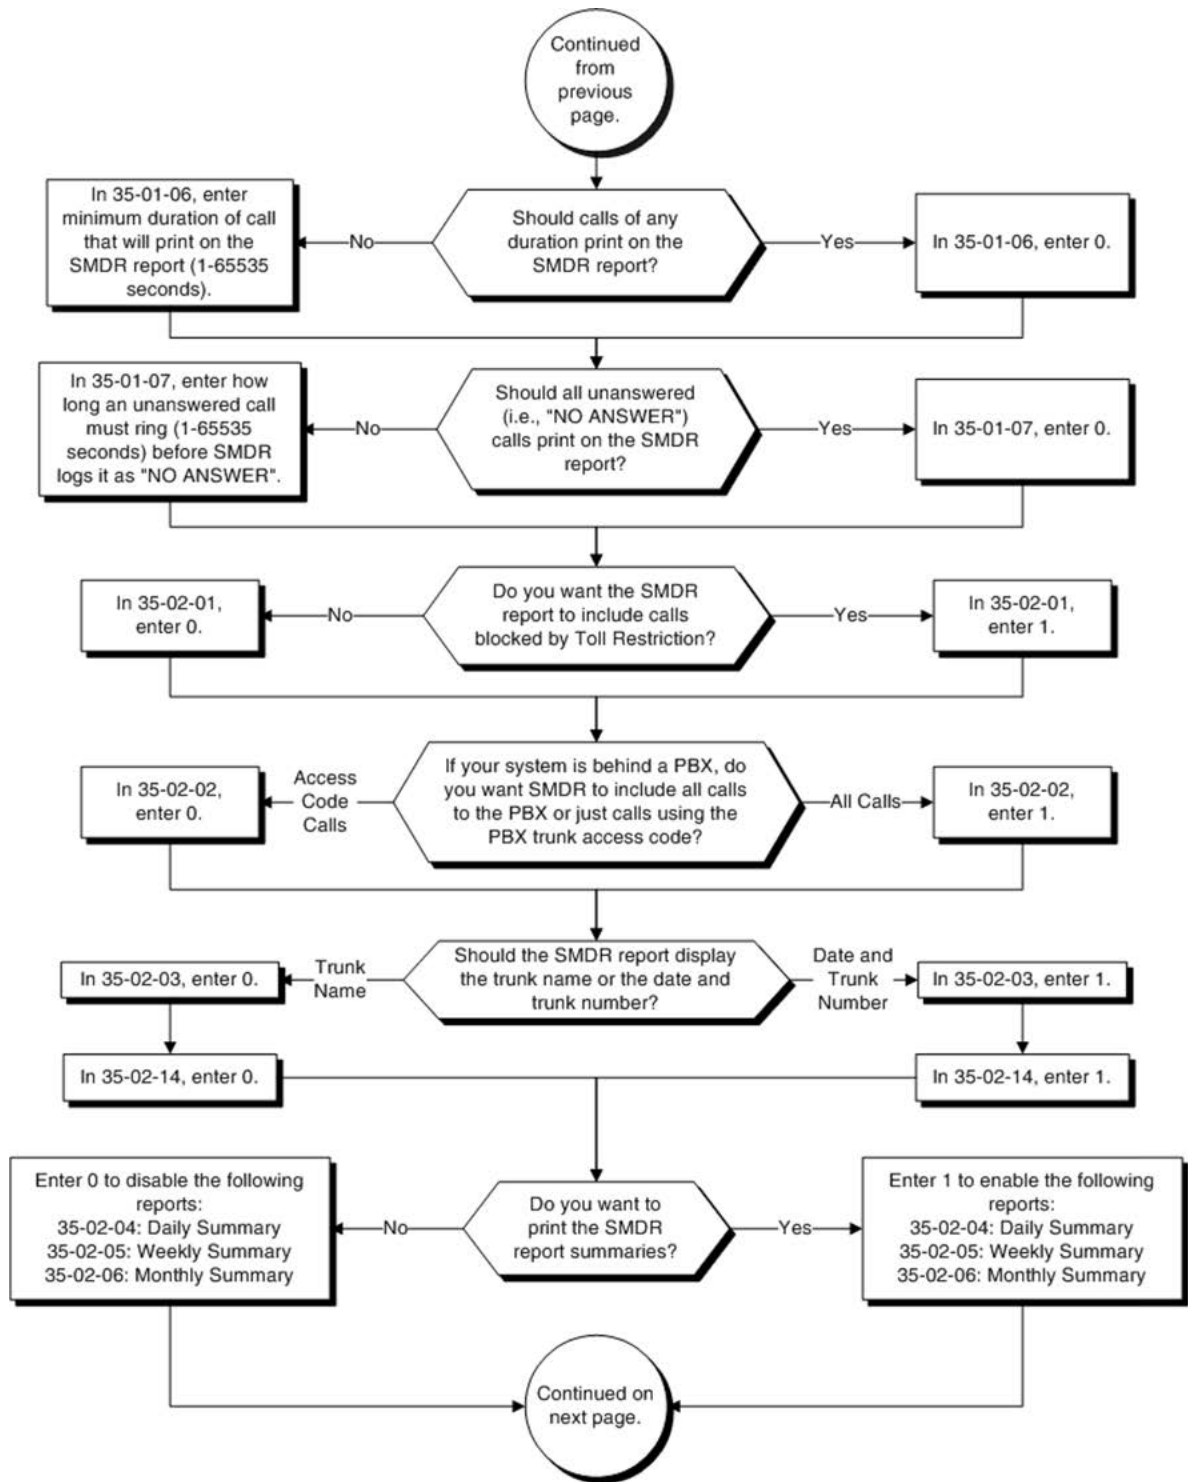 Continued
from
previous
page.
In 35-01-06, enter
minimum duration of call
that will print on the
SMDR report (1-65535
seconds).
No
Should calls of any
duration print on the
SMDR report?
Yes
In 35-01-06, enter 0.
In 35-01-07, enter how
long an unanswered call
must ring (1-65535
seconds) before SMDR
logs it as "NO ANSWER".
No
Should all unanswered
(i.e., "NO ANSWER")
calls print on the SMDR
report?
Yes
In 35-01-07, enter 0.
In 35-02-01,
enter 0.
No
Do you want the SMDR
report to include calls
blocked by Toll Restriction?
Yes
In 35-02-01,
enter 1.
In 35-02-02,
enter 0.
Access
Code
Calls
If your system is behind a PBX, do
you want SMDR to include all calls
to the PBX or just calls using the
PBX trunk access code?
All Calls
In 35-02-02,
enter 1.
In 35-02-03, enter 0.
Trunk
Name
Should the SMDR report display
the trunk name or the date and
trunk number?
Date and
Trunk
Number
In 35-02-03, enter 1.
In 35-02-14, enter 0.
In 35-02-14, enter 1.
Enter 0 to disable the following
reports:
35-02-04: Daily Summary
35-02-05: Weekly Summary
35-02-06: Monthly Summary
No
Do you want to
print the SMDR
report summaries?
Yes
Enter 1 to enable the following
reports:
35-02-04: Daily Summary
35-02-05: Weekly Summary
35-02-06: Monthly Summary
Continued on
next page.